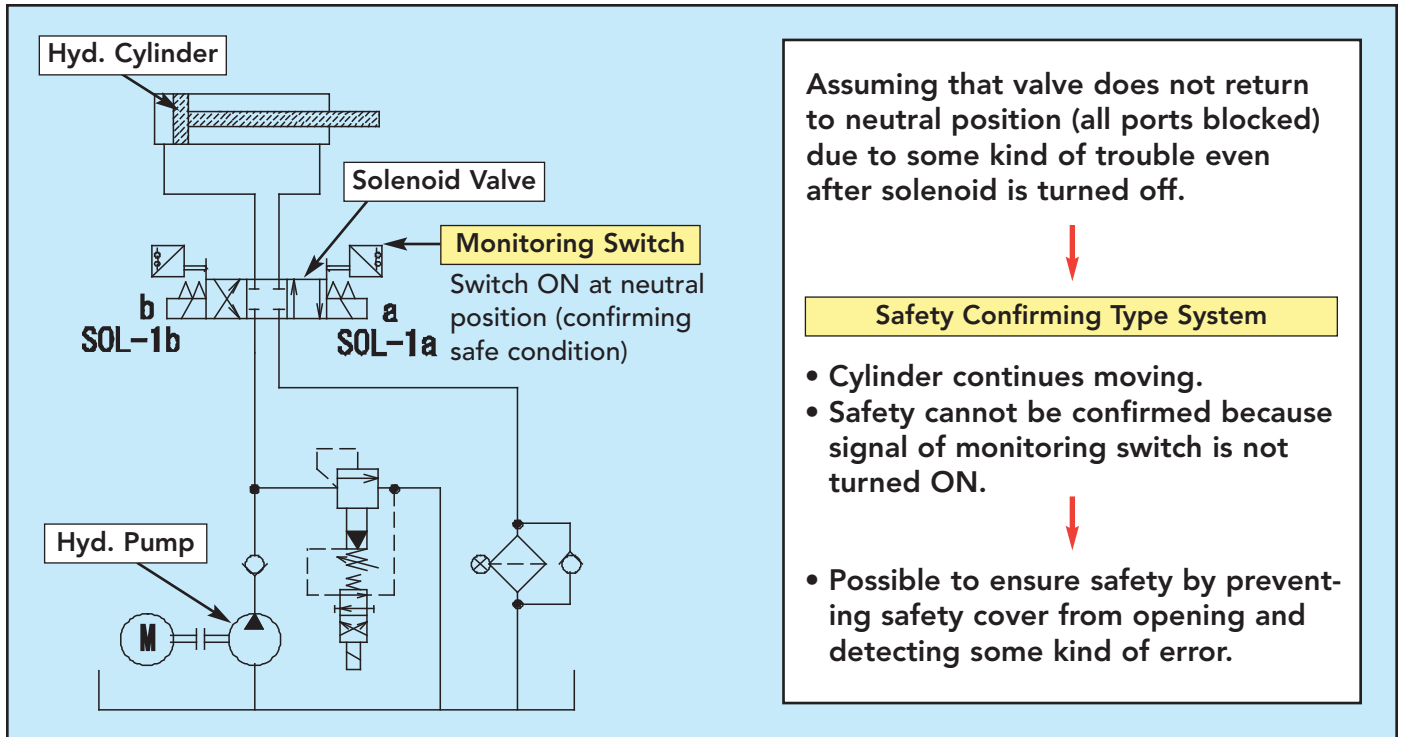 Hyd. Cylinder
Solenoid Valve
Monitoring Switch
Switch ON at neutral
position (confirming
safe condition)
b
SOL-1b
a
SOL-1a
Hyd. Pump
M
Assuming that valve does not return
to neutral position (all ports blocked)
due to some kind of trouble even
after solenoid is turned off.
Safety Confirming Type System
• Cylinder continues moving.
• Safety cannot be confirmed because
signal of monitoring switch is not
turned ON.
• Possible to ensure safety by prevent-
ing safety cover from opening and
detecting some kind of error.